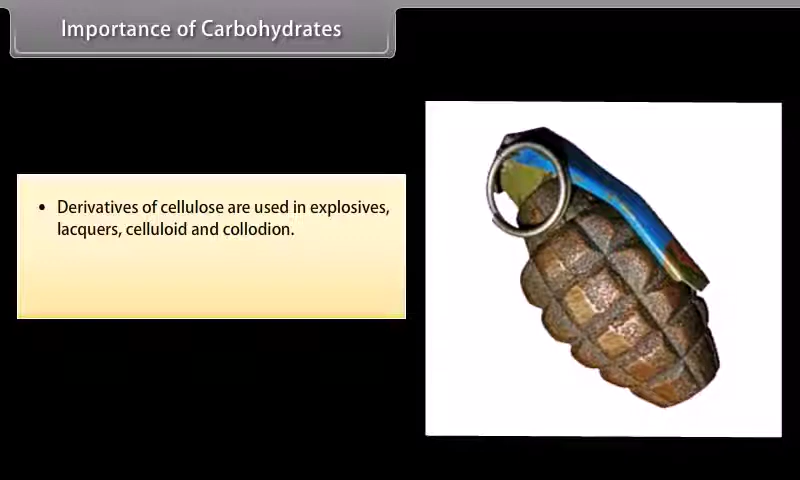 Importance of Carbohydrates
• Derivatives of cellulose are used in explosives,
lacquers, celluloid and collodion.